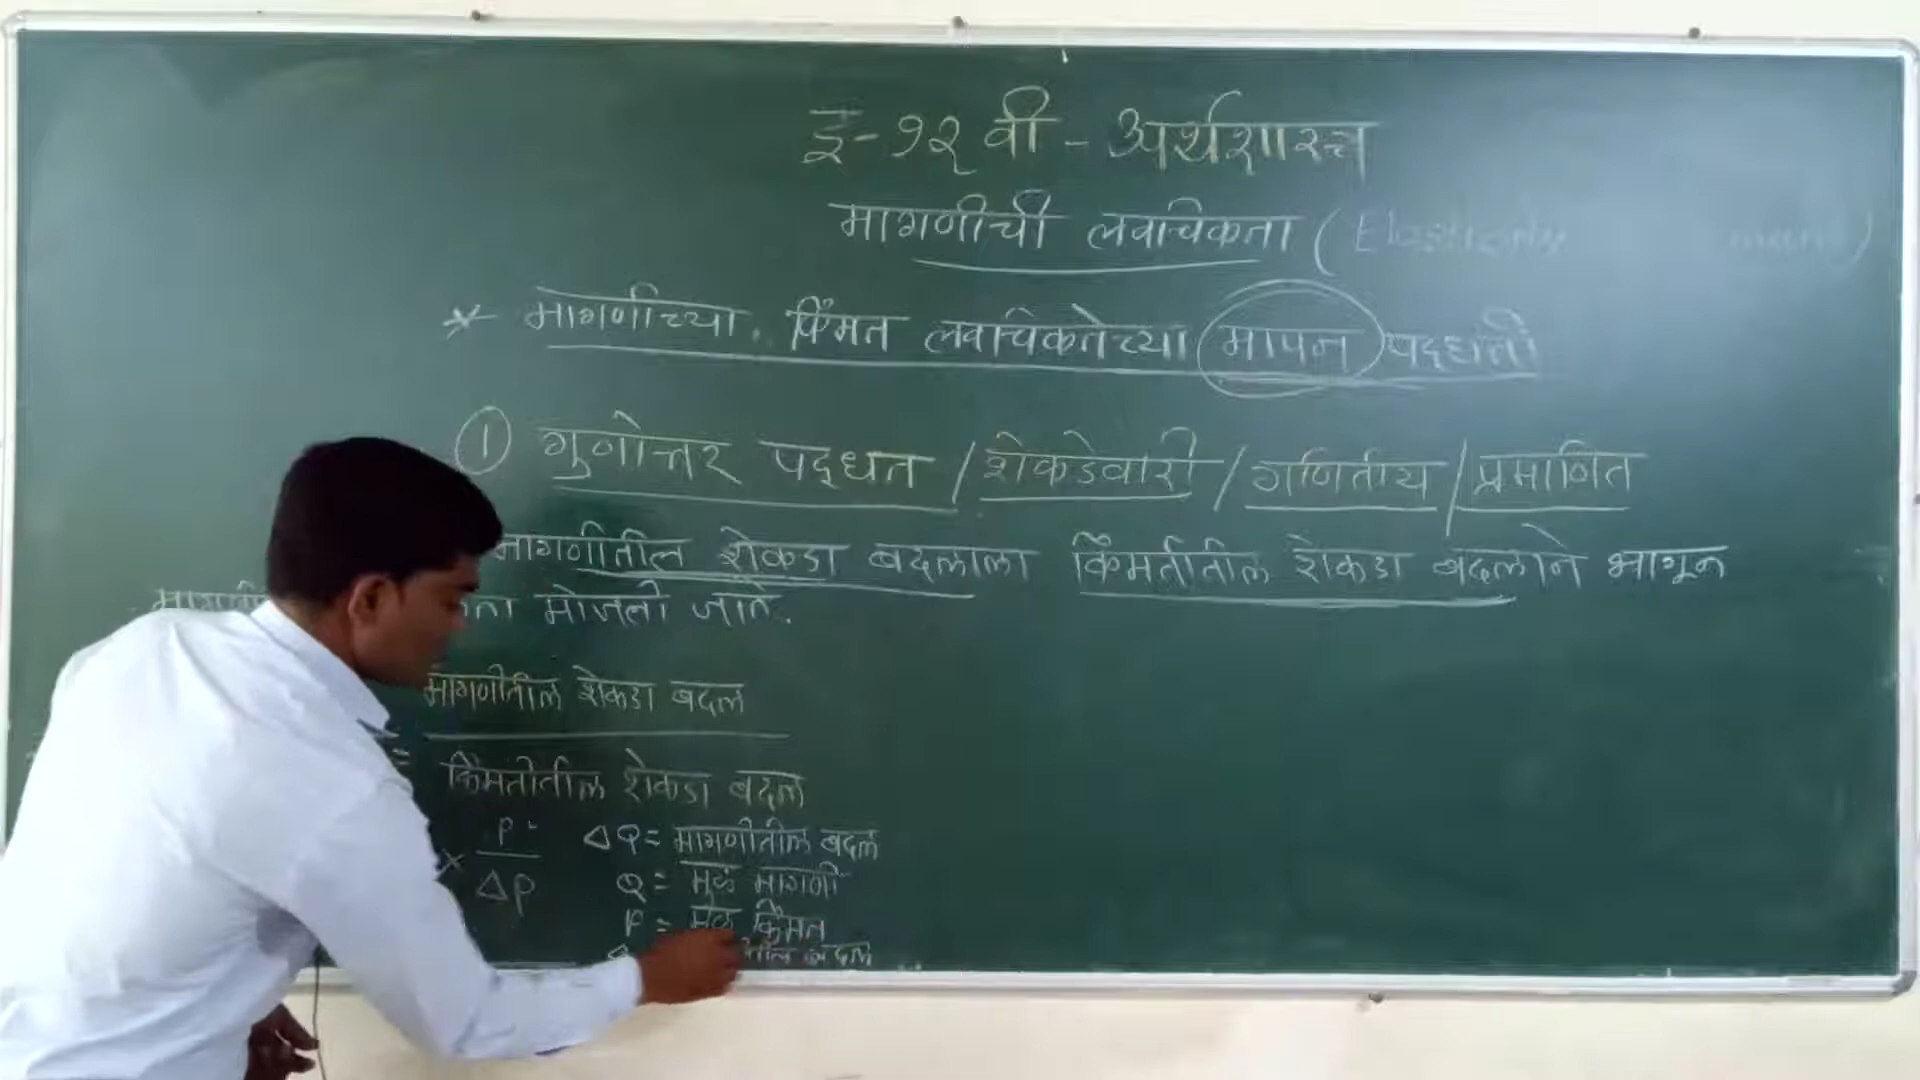 इ-१२ वी - अर्थशास्त्र
मागणीची लवचिकता (
* मागणीच्या. किंमत लवचिकतेच्या मापन पद्धती
① गुणोत्तर पद्धत / शेकडेवारी / गणितीय / प्रमाणित
मागणीतील शेकडा बदलाला किंमतीतील शेकडा बदलाने भागून
मोजली जाते.
मागणीतील शेकडा बदल
=
किंमतीतील शेकडा बदल
× P / ΔP
ΔQ = मागणीतील बदल
Q = मुळ मागणी
P = मुळ किंमत
बदल